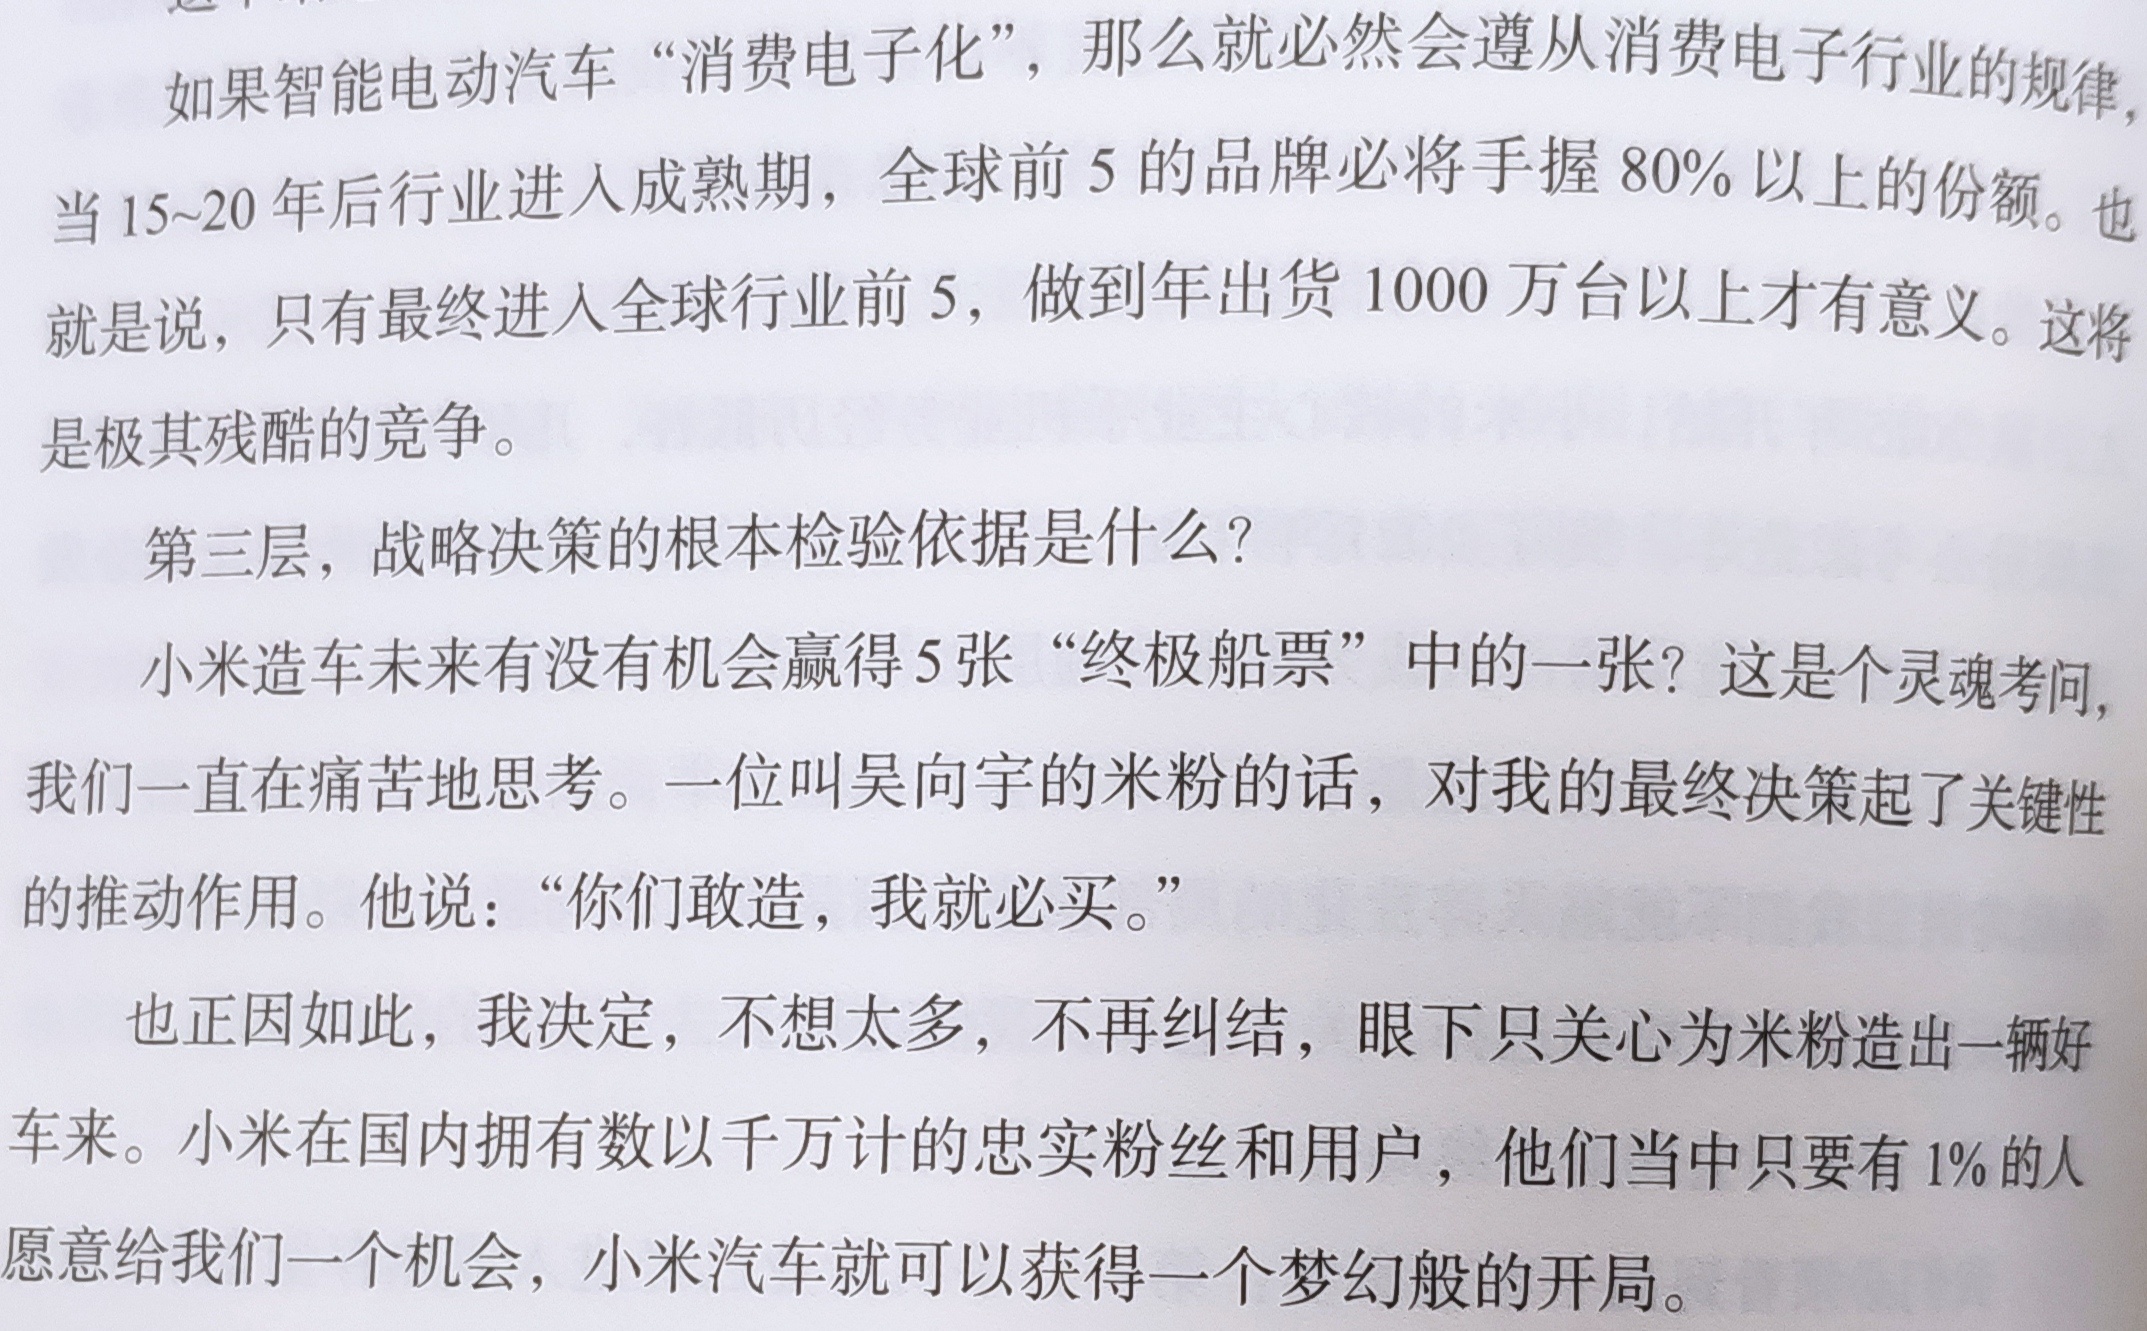 如果智能电动汽车“消费电子化”，那么就必然会遵从消费电子行业的规律，
当 15~20 年后行业进入成熟期，全球前 5 的品牌必将手握 80% 以上的份额。也
就是说，只有最终进入全球行业前 5，做到年出货 1000 万台以上才有意义。这将
是极其残酷的竞争。
第三层，战略决策的根本检验依据是什么？
小米造车未来有没有机会赢得 5 张“终极船票”中的一张？这是个灵魂考问，
我们一直在痛苦地思考。一位叫吴向宇的米粉的话，对我的最终决策起了关键性
的推动作用。他说：“你们敢造，我就必买。”
也正因如此，我决定，不想太多，不再纠结，眼下只关心为米粉造出一辆好
车来。小米在国内拥有数以千万计的忠实粉丝和用户，他们当中只要有 1% 的人
愿意给我们一个机会，小米汽车就可以获得一个梦幻般的开局。